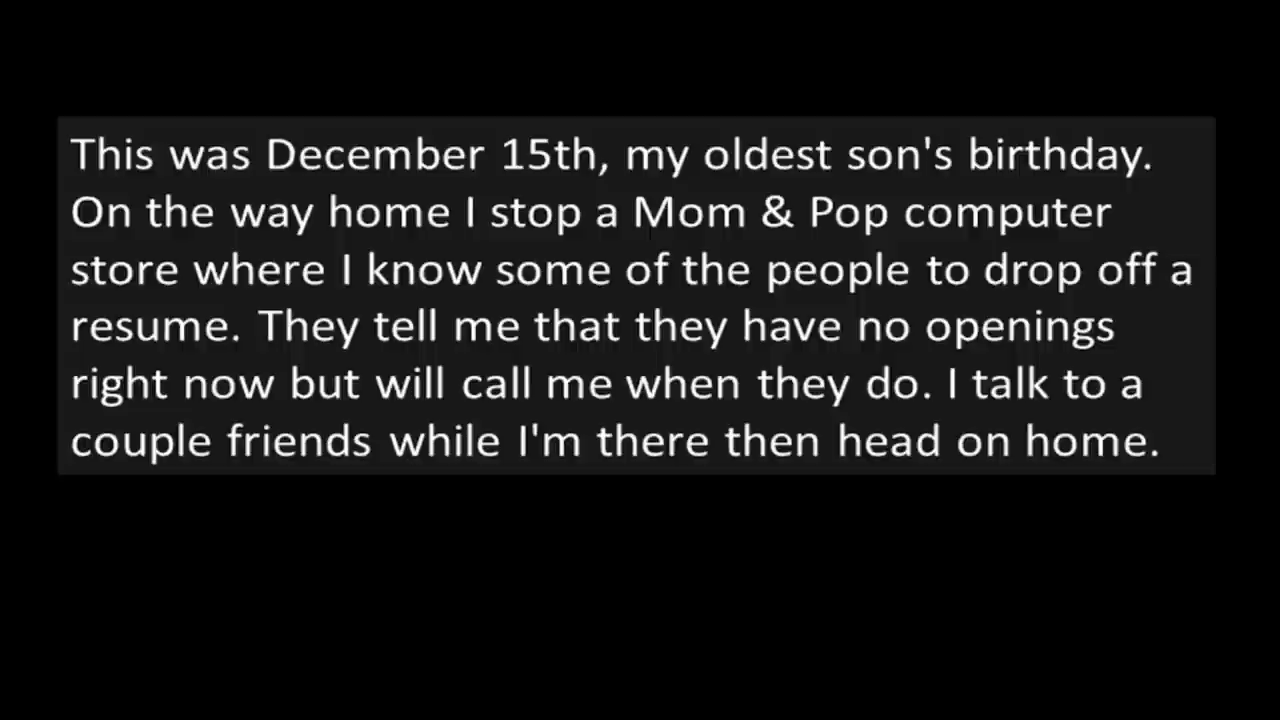 This was December 15th, my oldest son's birthday.
On the way home I stop a Mom & Pop computer
store where I know some of the people to drop off a
resume. They tell me that they have no openings
right now but will call me when they do. I talk to a
couple friends while I'm there then head on home.